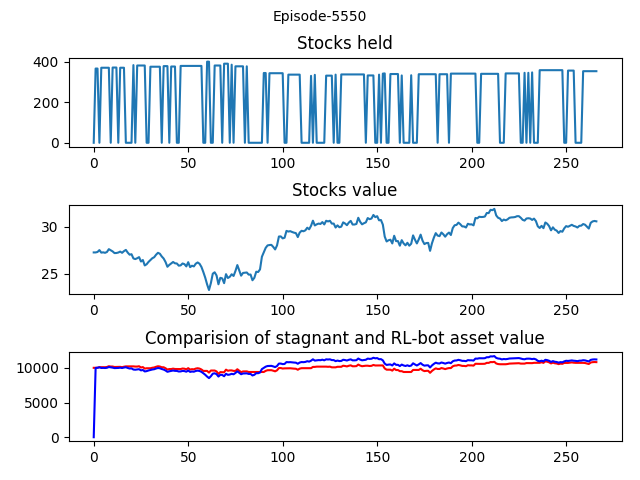 Episode-5550
Stocks held
400
200
0
0 50 100 150 200 250
Stocks value
30
25
0 50 100 150 200 250
Comparision of stagnant and RL-bot asset value
10000
5000
0
0 50 100 150 200 250